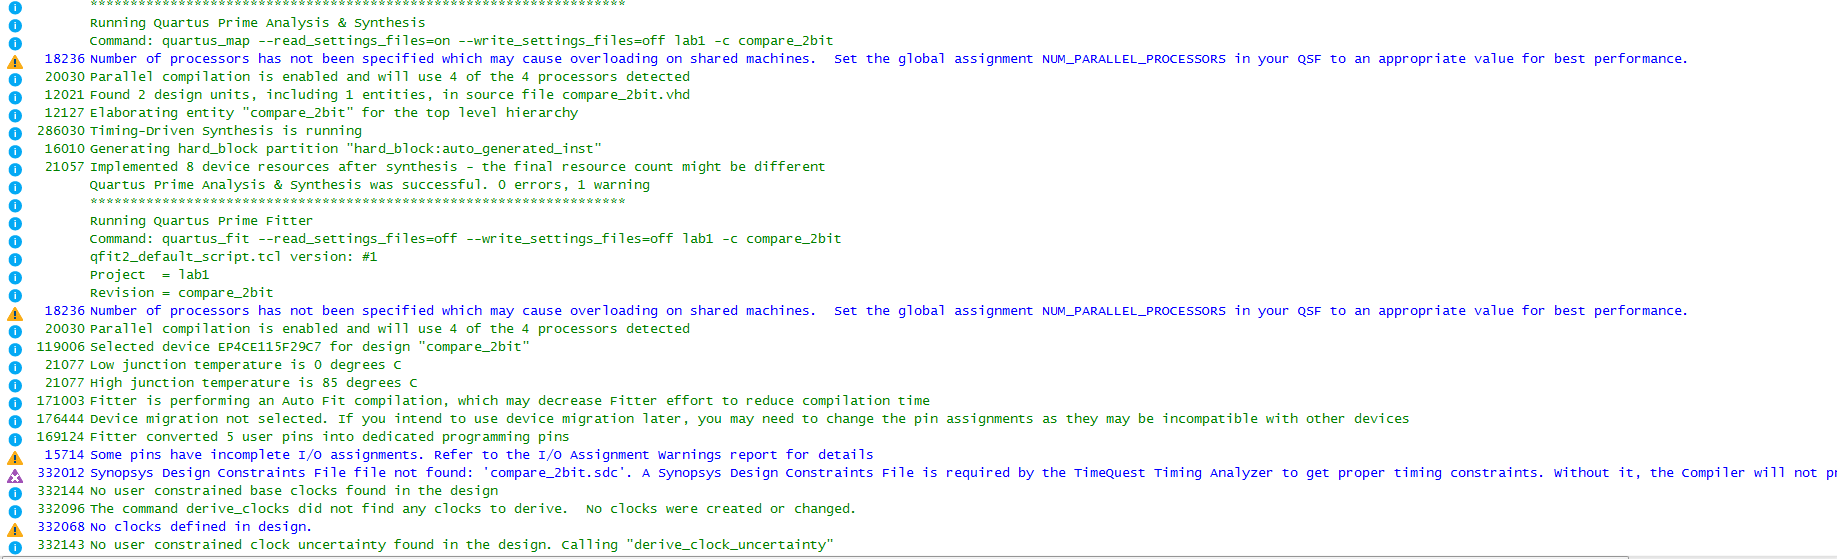 *******************************************************************
Running Quartus Prime Analysis & Synthesis
Command: quartus_map --read_settings_files=on --write_settings_files=off lab1 -c compare_2bit
18236 Number of processors has not been specified which may cause overloading on shared machines.  Set the global assignment NUM_PARALLEL_PROCESSORS in your QSF to an appropriate value for best performance.
20030 Parallel compilation is enabled and will use 4 of the 4 processors detected
12021 Found 2 design units, including 1 entities, in source file compare_2bit.vhd
12127 Elaborating entity "compare_2bit" for the top level hierarchy
286030 Timing-Driven Synthesis is running
16010 Generating hard_block partition "hard_block:auto_generated_inst"
21057 Implemented 8 device resources after synthesis - the final resource count might be different
Quartus Prime Analysis & Synthesis was successful. 0 errors, 1 warning
*******************************************************************
Running Quartus Prime Fitter
Command: quartus_fit --read_settings_files=off --write_settings_files=off lab1 -c compare_2bit
qfit2_default_script.tcl version: #1
Project  = lab1
Revision = compare_2bit
18236 Number of processors has not been specified which may cause overloading on shared machines.  Set the global assignment NUM_PARALLEL_PROCESSORS in your QSF to an appropriate value for best performance.
20030 Parallel compilation is enabled and will use 4 of the 4 processors detected
119006 Selected device EP4CE115F29C7 for design "compare_2bit"
21077 Low junction temperature is 0 degrees C
21077 High junction temperature is 85 degrees C
171003 Fitter is performing an Auto Fit compilation, which may decrease Fitter effort to reduce compilation time
176444 Device migration not selected. If you intend to use device migration later, you may need to change the pin assignments as they may be incompatible with other devices
169124 Fitter converted 5 user pins into dedicated programming pins
15714 Some pins have incomplete I/O assignments. Refer to the I/O Assignment Warnings report for details
332012 Synopsys Design Constraints File file not found: 'compare_2bit.sdc'. A Synopsys Design Constraints File is required by the TimeQuest Timing Analyzer to get proper timing constraints. Without it, the Compiler will not
332144 No user constrained base clocks found in the design
332096 The command derive_clocks did not find any clocks to derive.  No clocks were created or changed.
332068 No clocks defined in design.
332143 No user constrained clock uncertainty found in the design. Calling "derive_clock_uncertainty"